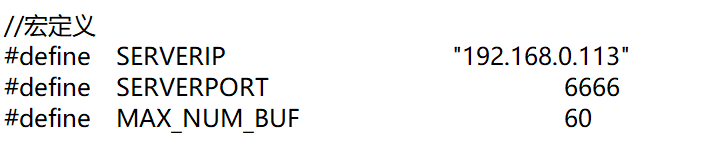 //宏定义
#define SERVERIP "192.168.0.113"
#define SERVERPORT 6666
#define MAX_NUM_BUF 60